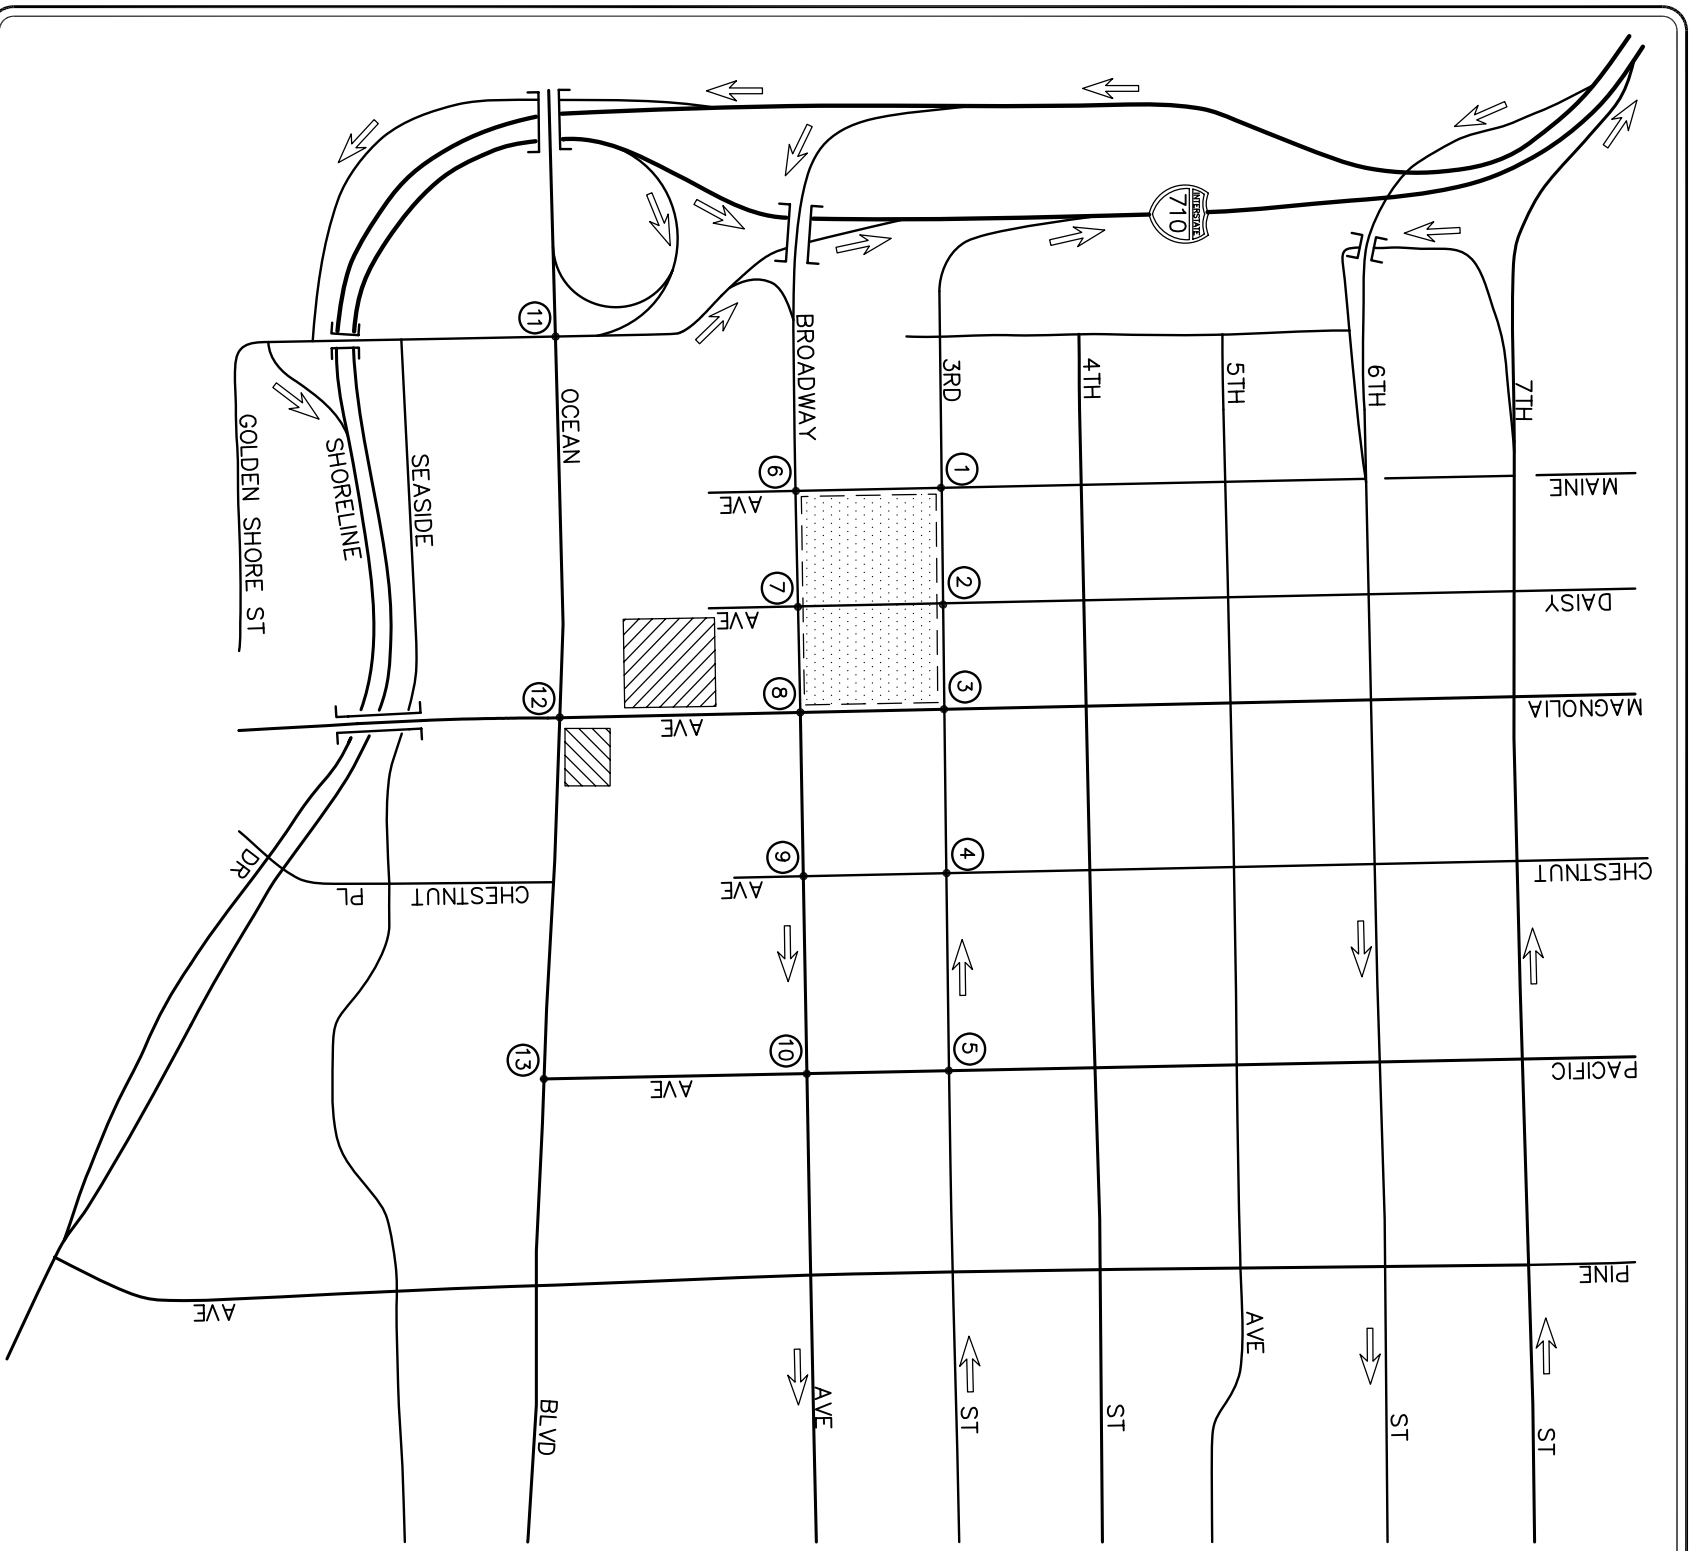 INTERSTATE
710
11
BROADWAY
3RD
4TH
5TH
6TH
7TH
OCEAN
GOLDEN SHORE ST
SHORELINE
SEASIDE
6
1
AVE
MAINE
7
2
AVE
DAISY
12
8
3
AVE
MAGNOLIA
DR
PL
CHESTNUT
9
4
AVE
CHESTNUT
13
10
5
AVE
PACIFIC
AVE
PINE
BLVD
AVE
ST
ST
AVE
ST
ST